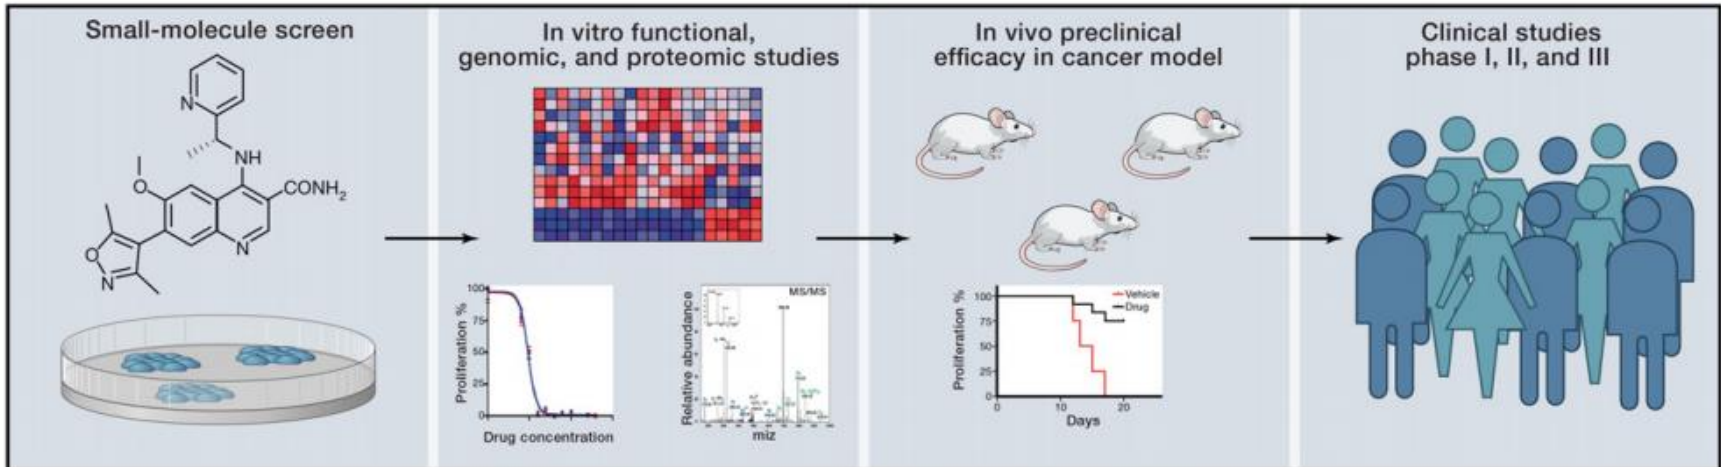 Small-molecule screen
N
NH
O
CONH₂
O
N
N
In vitro functional,
genomic, and proteomic studies
Proliferation %
100
75
50
25
0
Drug concentration
MS/MS
Relative abundance
miz
In vivo preclinical
efficacy in cancer model
Proliferation %
100
75
50
25
0
0 10 20
Days
Vehicle
Drug
Clinical studies
phase I, II, and III